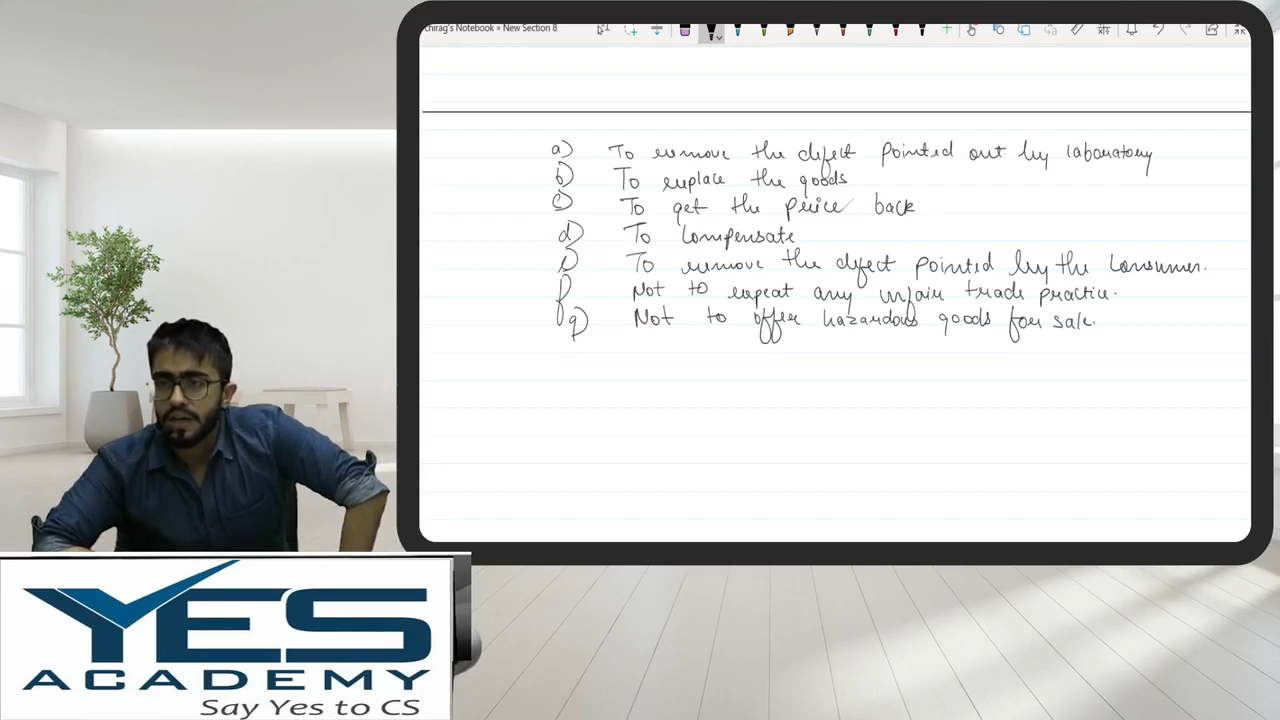 chirag's Notebook » New Section 8
a) To remove the defect pointed out by laboratory
b) To replace the goods
c) To get the price back
d) To compensate
e) To remove the defect pointed by the consumer.
f Not to repeat any unfair trade practice.
g) Not to offer hazardous goods for sale.
YES
ACADEMY
Say Yes to CS